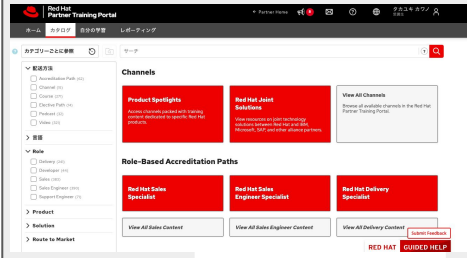 Red Hat
Partner Training Portal
Partner Home
ホーム カタログ 自分の学習 レポーティング
カテゴリーごとに参照
サーチ
配送方法
Accreditation Path
Channel
Course
Elective Path
Podcast
Video
言語
Role
Delivery
Developer
Sales
Sales Engineer
Support Engineer
Product
Solution
Route to Market
Channels
Product Spotlights
Access channels packed with training
content dedicated to specific Red Hat
products.
Red Hat Joint
Solutions
View resources on joint technology
solutions between Red Hat and IBM,
Microsoft, SAP, and other alliance partners.
View All Channels
Browse all available channels in the Red Hat
Partner Training Portal.
Role-Based Accreditation Paths
Red Hat Sales
Specialist
Red Hat Sales
Engineer Specialist
Red Hat Delivery
Specialist
View All Sales Content
View All Sales Engineer Content
View All Delivery Content
Submit Feedback
RED HAT GUIDED HELP